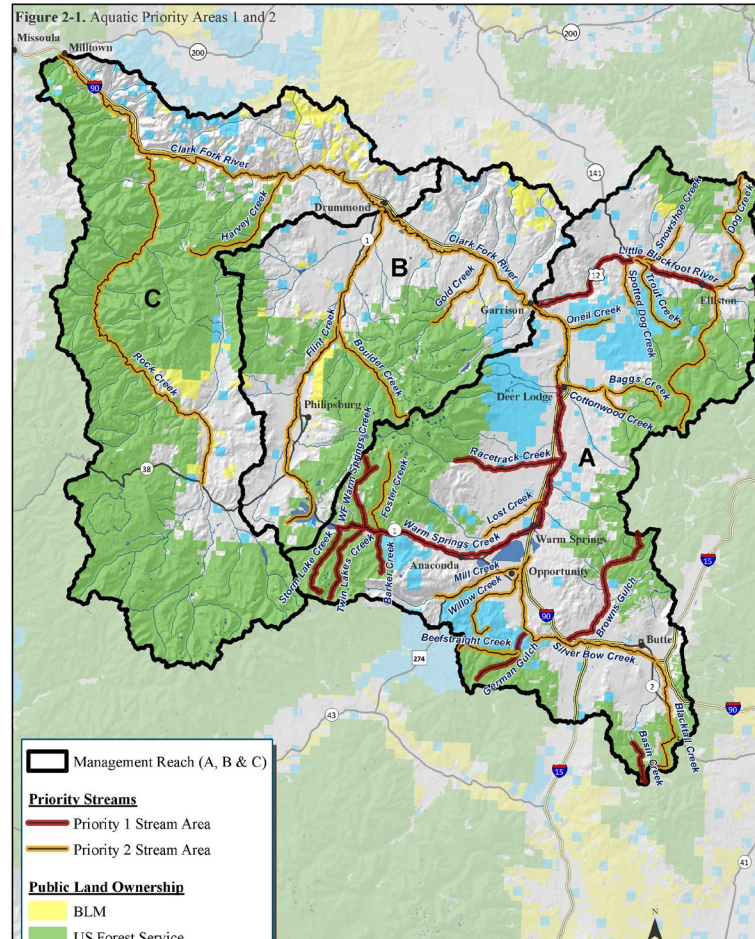 Figure 2-1. Aquatic Priority Areas 1 and 2
Missoula
Milltown
200
200
90
Clark Fork River
141
Snowshoe Creek
Dog Creek
Harvey Creek
Drummond
1
B
Clark Fork River
Little Blackfoot River
12
Gold Creek
Trout Creek
Elliston
C
Garrison
Spotted Dog Creek
Oneil Creek
Flint Creek
Boulder Creek
Rock Creek
Baggs Creek
Deer Lodge
Cottonwood Creek
Philipsburg
WF Warm Springs Creek
A
Racetrack Creek
38
Foster Creek
Lost Creek
1
Warm Springs Creek
Warm Springs
Storm Lake Creek
Twin Lakes Creek
Barker Creek
15
Anaconda
Mill Creek
Opportunity
Willow Creek
Browns Gulch
90
Beefstraight Creek
Butte
Silver Bow Creek
274
German Gulch
2
43
90
Blacktail Creek
Basin Creek
15
Management Reach (A, B & C)
Priority Streams
Priority 1 Stream Area
Priority 2 Stream Area
41
Public Land Ownership
BLM
US Forest Service
N